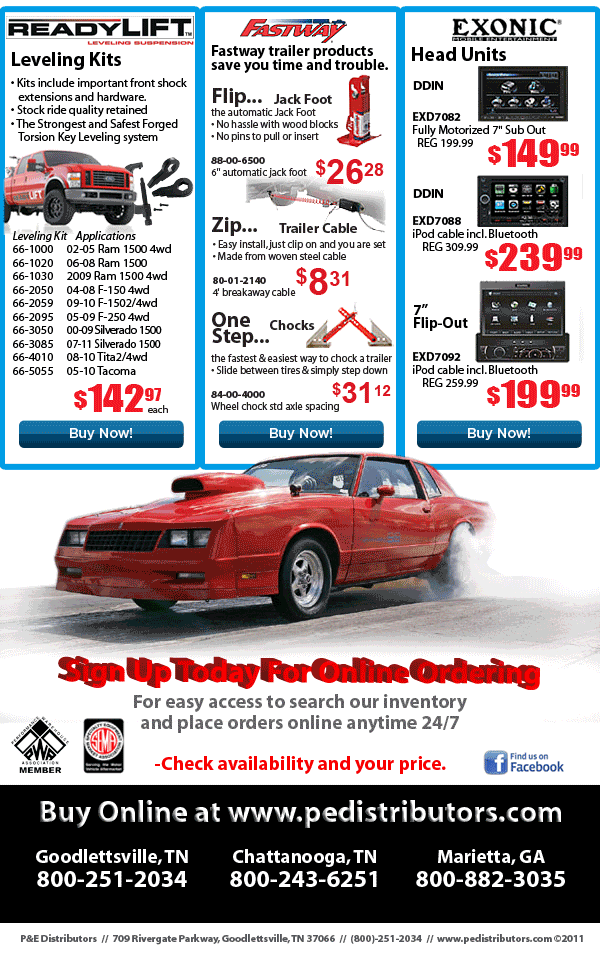 READYLIFT™
LEVELING SUSPENSION
Leveling Kits
• Kits include important front shock
extensions and hardware.
• Stock ride quality retained
• The Strongest and Safest Forged
Torsion Key Leveling system
LIFT
Leveling Kit Applications
66-1000 02-05 Ram 1500 4wd
66-1020 06-08 Ram 1500
66-1030 2009 Ram 1500 4wd
66-2050 04-08 F-150 4wd
66-2059 09-10 F-1502/4wd
66-2095 05-09 F-250 4wd
66-3050 00-09 Silverado 1500
66-3085 07-11 Silverado 1500
66-4010 08-10 Tita2/4wd
66-5055 05-10 Tacoma
$142.97
each
Buy Now!
FASTWAY
Fastway trailer products
save you time and trouble.
Flip... Jack Foot
the automatic Jack Foot
• No hassle with wood blocks
• No pins to pull or insert
88-00-6500
6" automatic jack foot $26 28
Zip... Trailer Cable
• Easy install, just clip on and you are set
• Made from woven steel cable
80-01-2140
4' breakaway cable $8 31
One
Step... Chocks
the fastest & easiest way to chock a trailer
• Slide between tires & simply step down
84-00-4000
Wheel chock std axle spacing $31 12
Buy Now!
EXONIC®
MOBILE ENTERTAINMENT
Head Units
DDIN
EXD7082
Fully Motorized 7" Sub Out
REG 199.99
$149 99
DDIN
EXD7088
iPod cable incl. Bluetooth
REG 309.99
$239 99
7"
Flip-Out
EXD7092
iPod cable incl. Bluetooth
REG 259.99
$199 99
Buy Now!
Sign Up Today For Online Ordering
For easy access to search our inventory
and place orders online anytime 24/7
-Check availability and your price.
PERFORMANCE WAREHOUSE
PWA
ASSOCIATION
MEMBER
SEMA
Serving the Motor
Vehicle Aftermarket
Find us on
Facebook
Buy Online at www.pedistributors.com
Goodlettsville, TN Chattanooga, TN Marietta, GA
800-251-2034 800-243-6251 800-882-3035
P&E Distributors // 709 Rivergate Parkway, Goodlettsville, TN 37066 // (800)-251-2034 // www.pedistributors.com ©2011